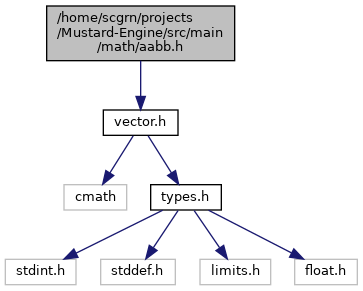 /home/scgrn/projects
/Mustard-Engine/src/main
/math/aabb.h
vector.h
cmath
types.h
stdint.h
stddef.h
limits.h
float.h